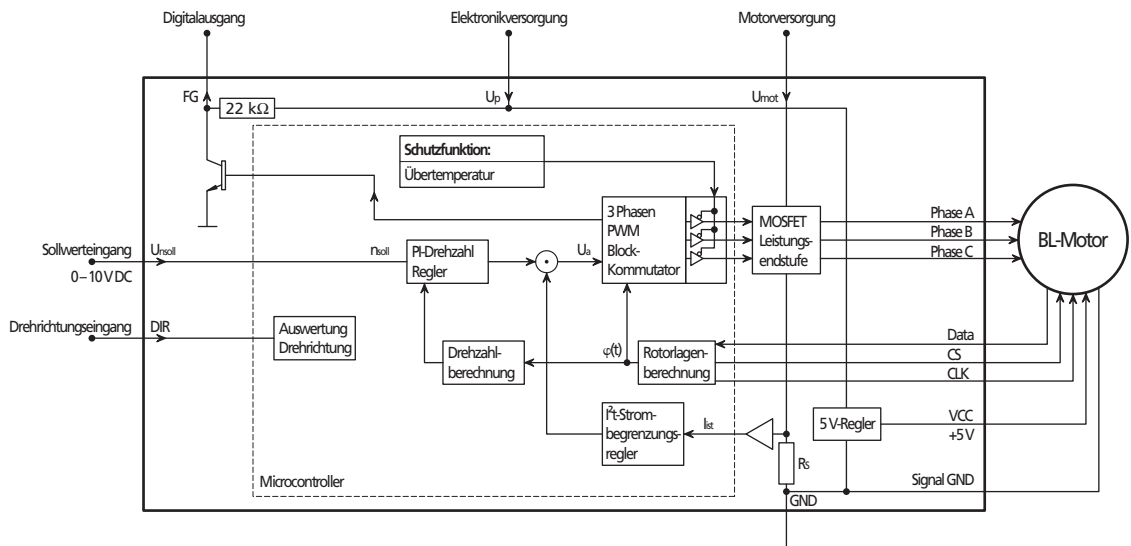 Digitalausgang
Elektronikversorgung
Motorversorgung
FG
22 kΩ
Up
Umot
Schutzfunktion:
Übertemperatur
3 Phasen
PWM
Block-
Kommutator
MOSFET
Leistungs-
endstufe
Phase A
Phase B
Phase C
BL-Motor
Sollwerteingang
0–10 V DC
Unsoll
nsoll
PI-Drehzahl
Regler
Ua
Drehrichtungseingang
DIR
Auswertung
Drehrichtung
Drehzahl-
berechnung
φ(t)
Rotorlagen-
berechnung
Data
CS
CLK
I²t-Strom-
begrenzungs-
regler
Iist
5 V-Regler
VCC
+5 V
RS
Microcontroller
GND
Signal GND